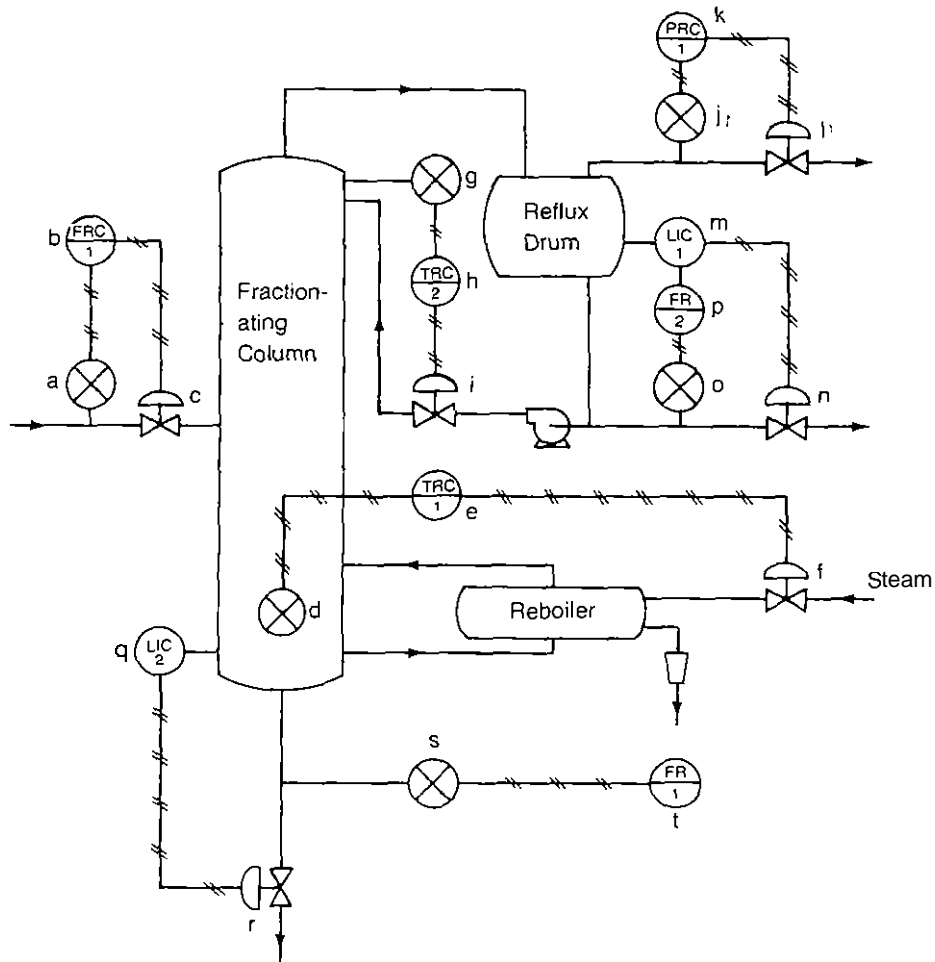 PRC
1
k
j
g
b
FRC
1
Reflux
Drum
m
LIC
1
TRC
2
h
Fraction-
ating
Column
FR
2
p
a
c
i
o
n
TRC
1
e
f
Steam
Reboiler
d
q
LIC
2
s
FR
1
t
r